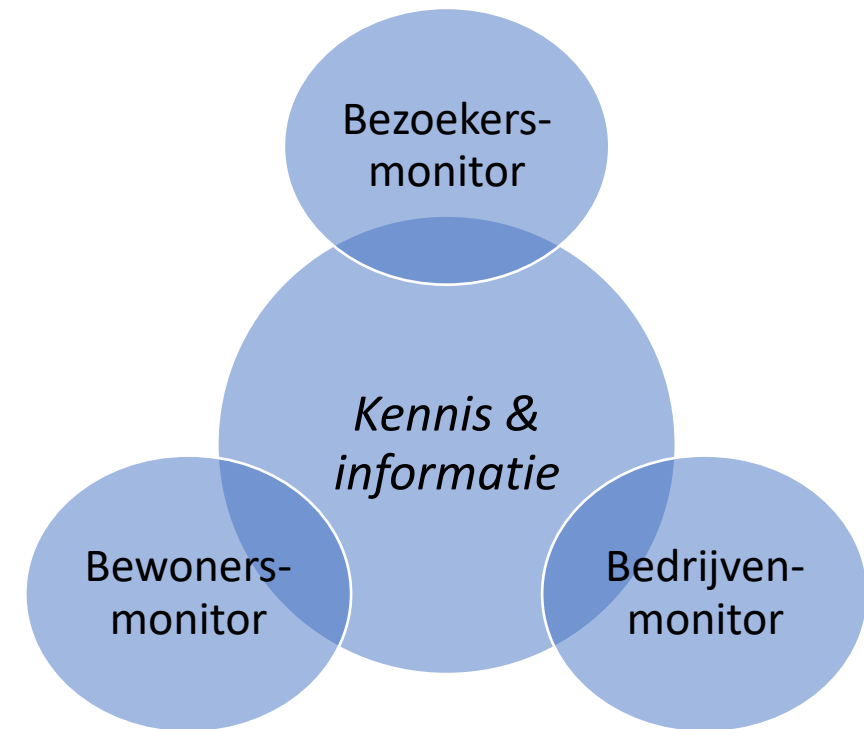 Bezoekers-
monitor
Kennis &
informatie
Bewoners-
monitor
Bedrijven-
monitor